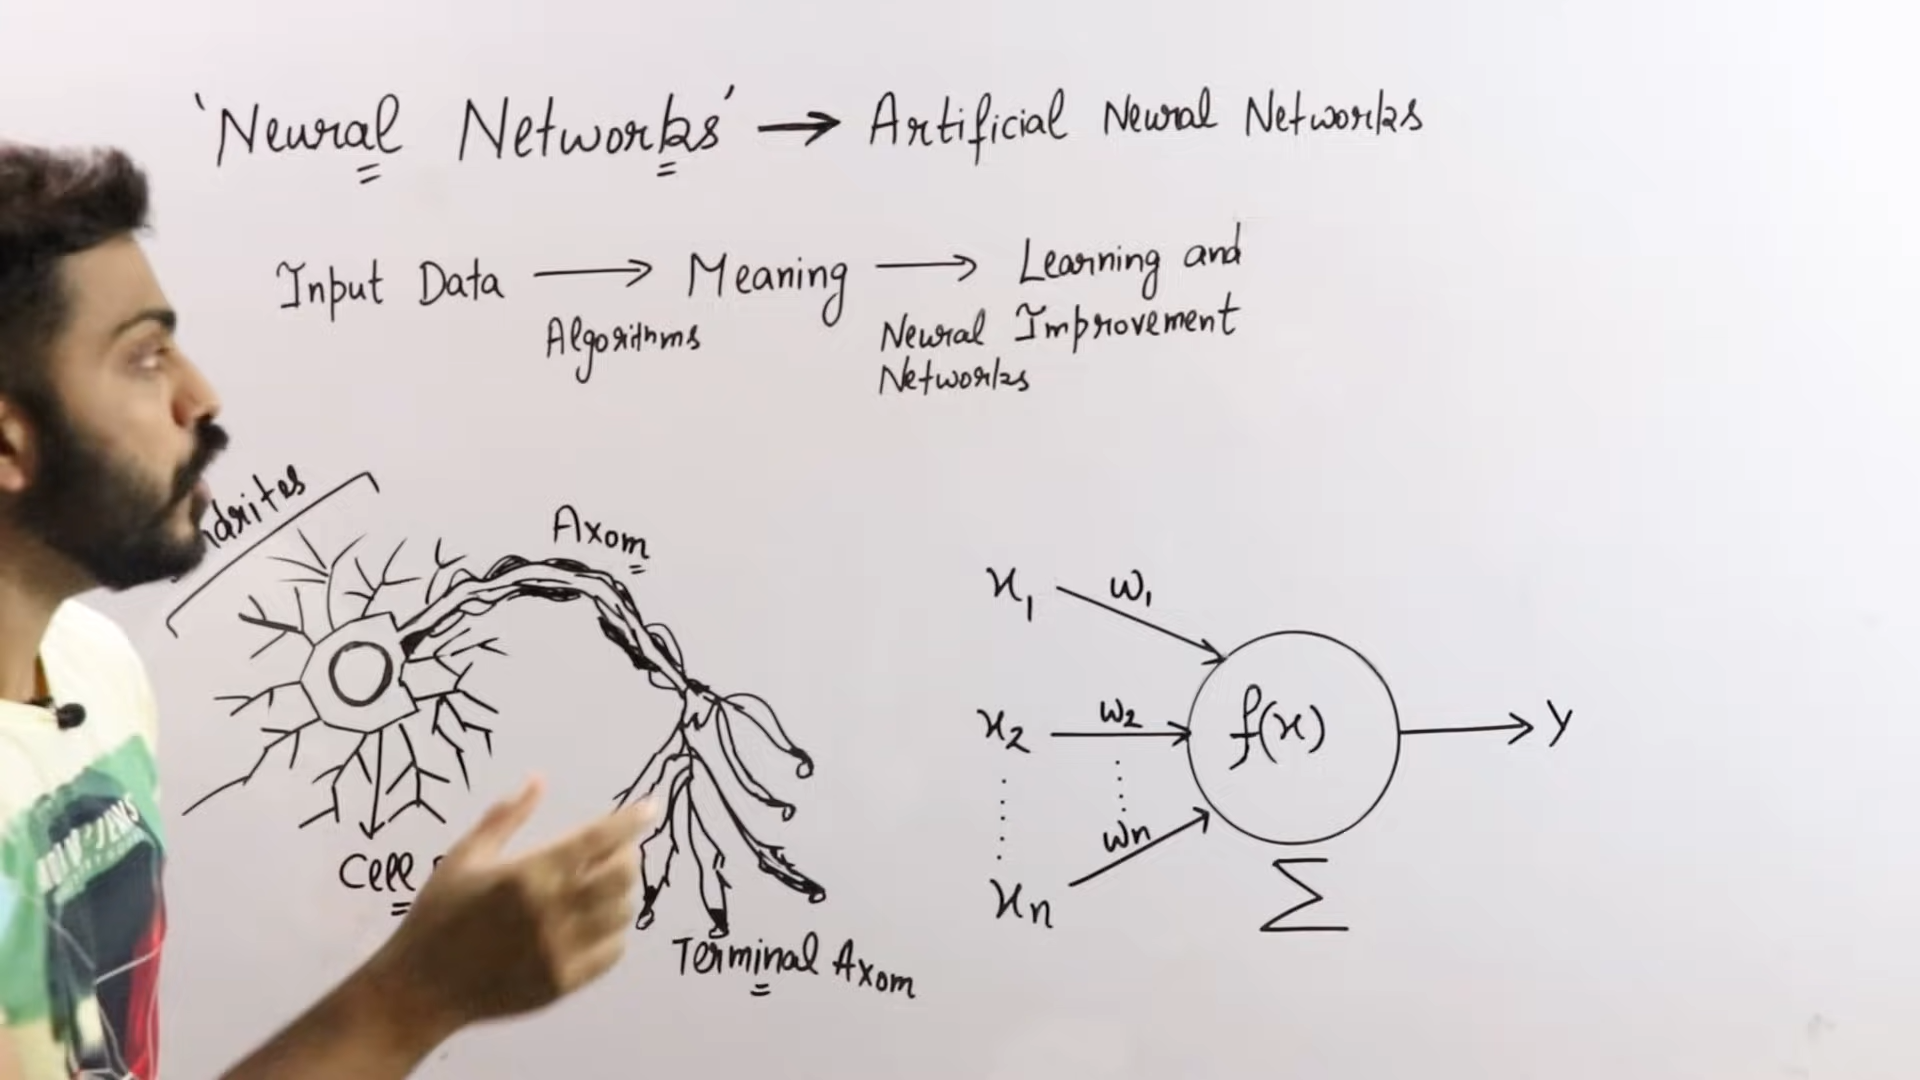 'Neural Networks' → Artificial Neural Networks
Input Data → Meaning → Learning and Improvement
Algorithms
Neural Networks
Axom
Cell
Terminal Axom
x1 w1
x2 w2
xn wn
f(x)
Σ
y